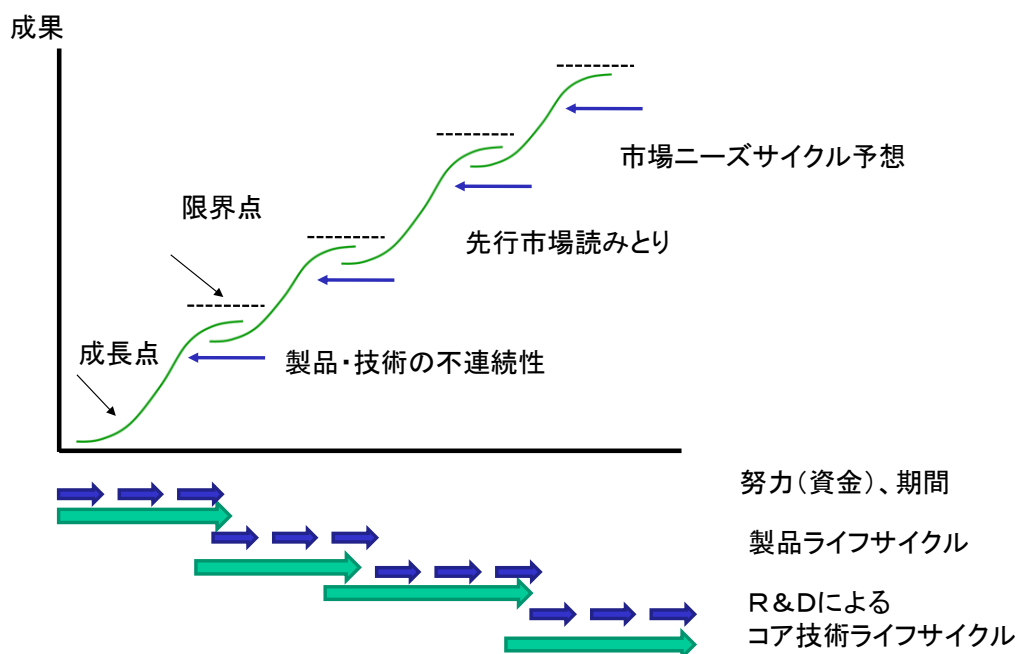 成果
市場ニーズサイクル予想
限界点
先行市場読みとり
成長点
製品・技術の不連続性
努力（資金）、期間
製品ライフサイクル
Ｒ＆Ｄによる
コア技術ライフサイクル